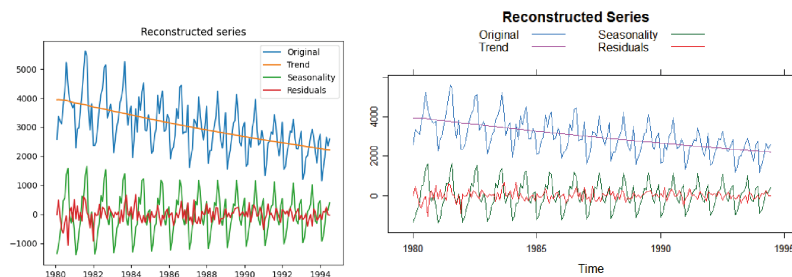 Reconstructed series
Original
Trend
Seasonality
Residuals
5000
4000
3000
2000
1000
0
−1000
1980 1982 1984 1986 1988 1990 1992 1994
Reconstructed Series
Original Seasonality
Trend Residuals
4000
2000
0
1980 1985 1990 1995
Time